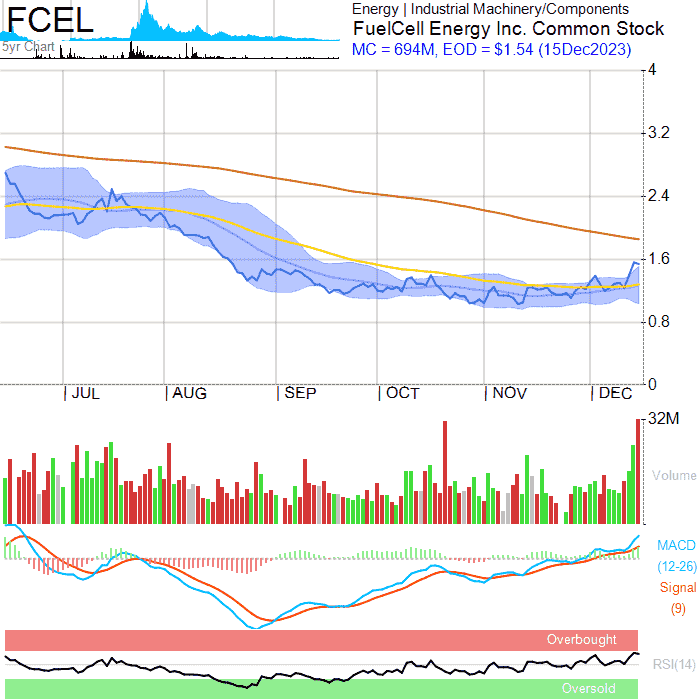 FCEL
5yr Chart
Energy | Industrial Machinery/Components
FuelCell Energy Inc. Common Stock
MC = 694M, EOD = $1.54 (15Dec2023)
4
3.2
2.4
1.6
0.8
0
JUL AUG SEP OCT NOV DEC
32M
Volume
MACD
(12-26)
Signal
(9)
Overbought
RSI(14)
Oversold